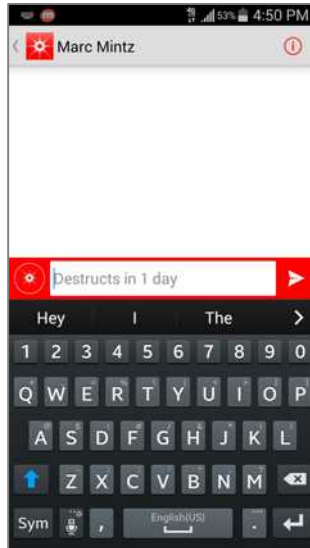 53% 4:50 PM
Marc Mintz
Destructs in 1 day
Hey I The
1 2 3 4 5 6 7 8 9 0
Q W E R T Y U I O P
A S D F G H J K L
Z X C V B N M
Sym , English(US) .